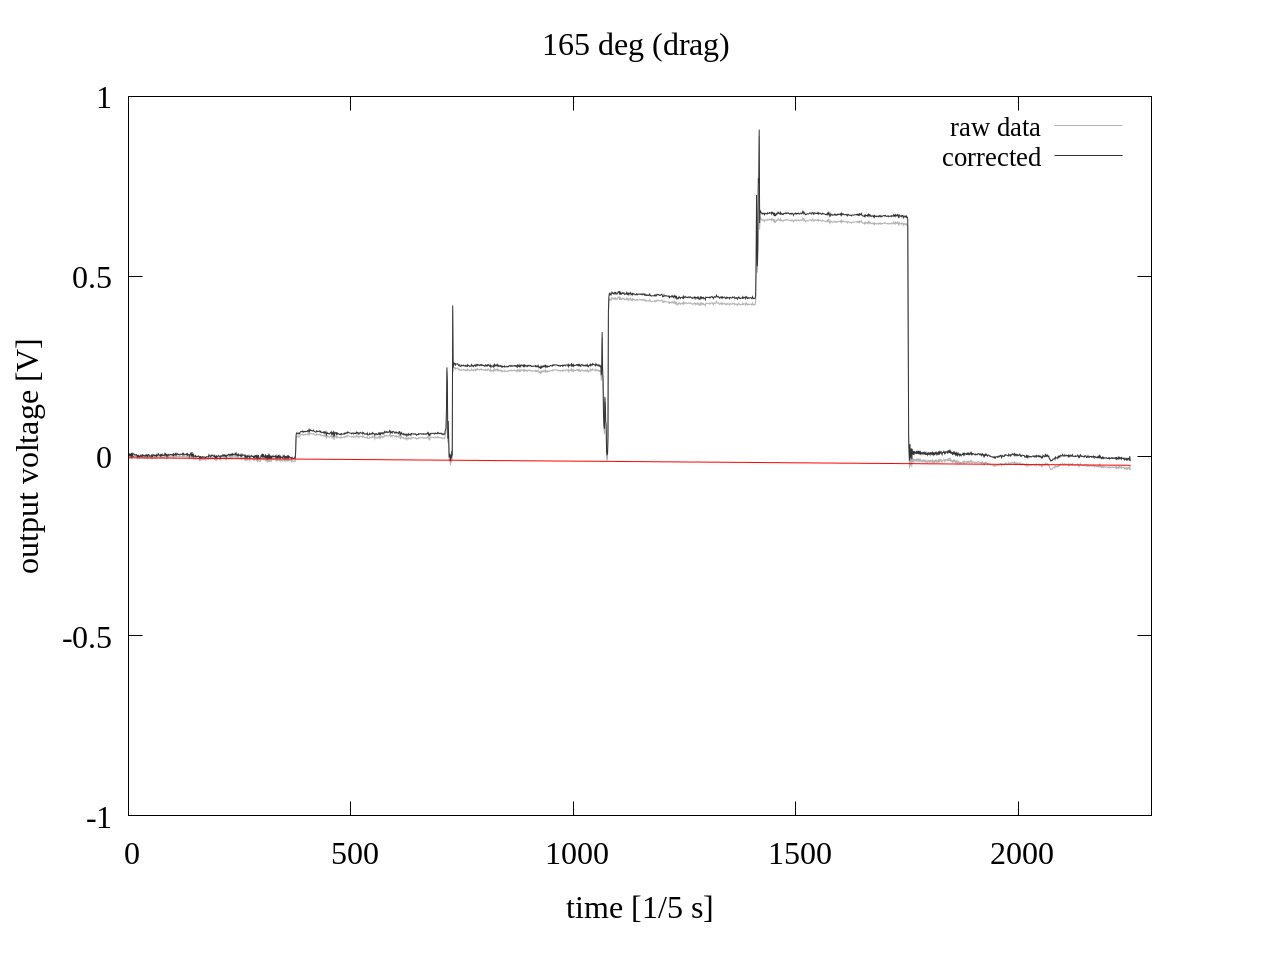 165 deg (drag)
raw data
corrected
1
0.5
0
-0.5
-1
output voltage [V]
0 500 1000 1500 2000
time [1/5 s]